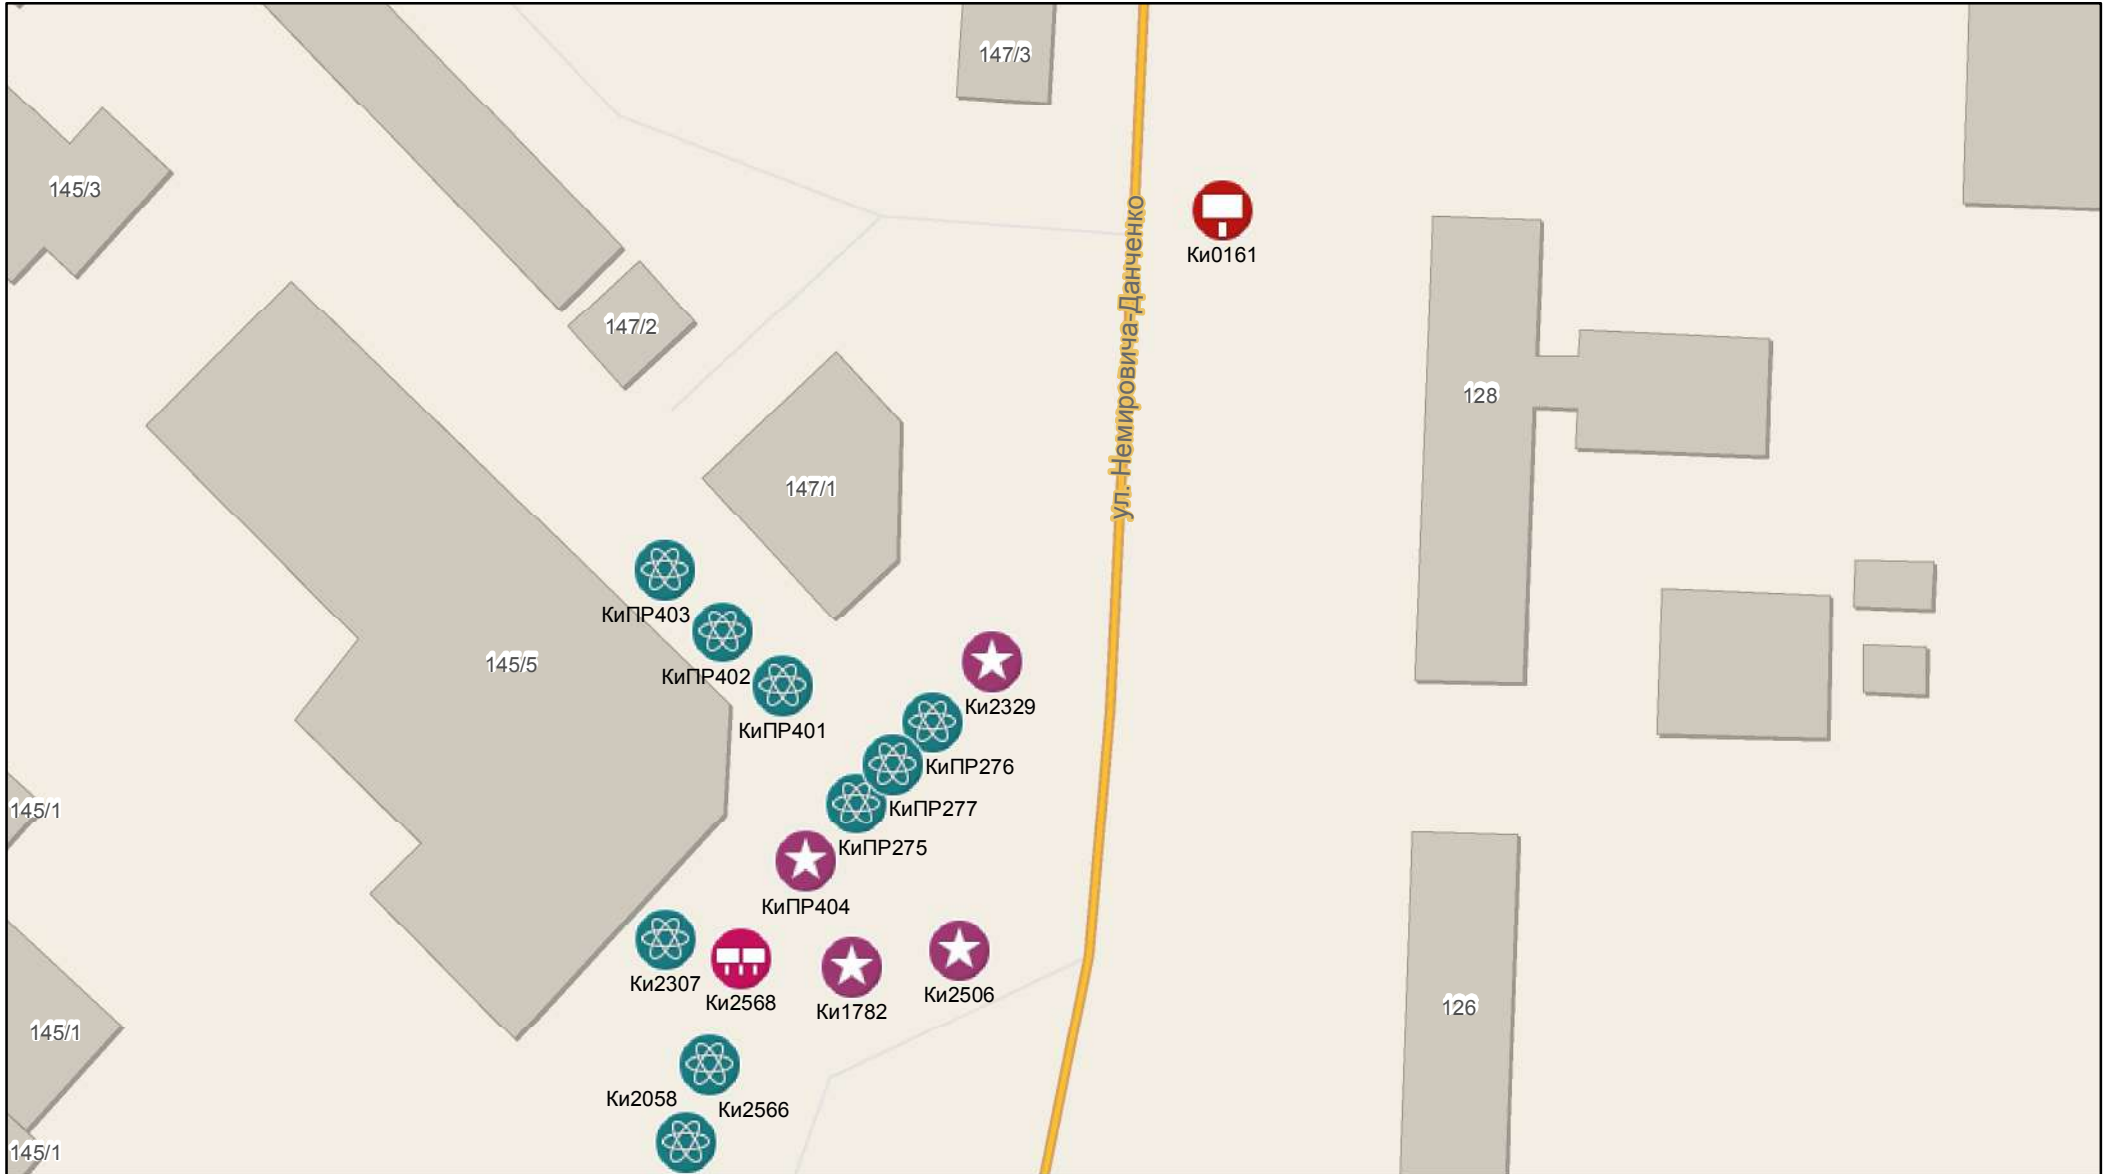 147/3
145/3
ул. Немировича-Данченко
Ки0161
147/2
128
147/1
КиПР403
145/5
КиПР402
Ки2329
КиПР401
КиПР276
145/1
КиПР277
КиПР275
КиПР404
Ки2307
Ки2568
Ки1782
Ки2506
126
145/1
Ки2058
Ки2566
145/1